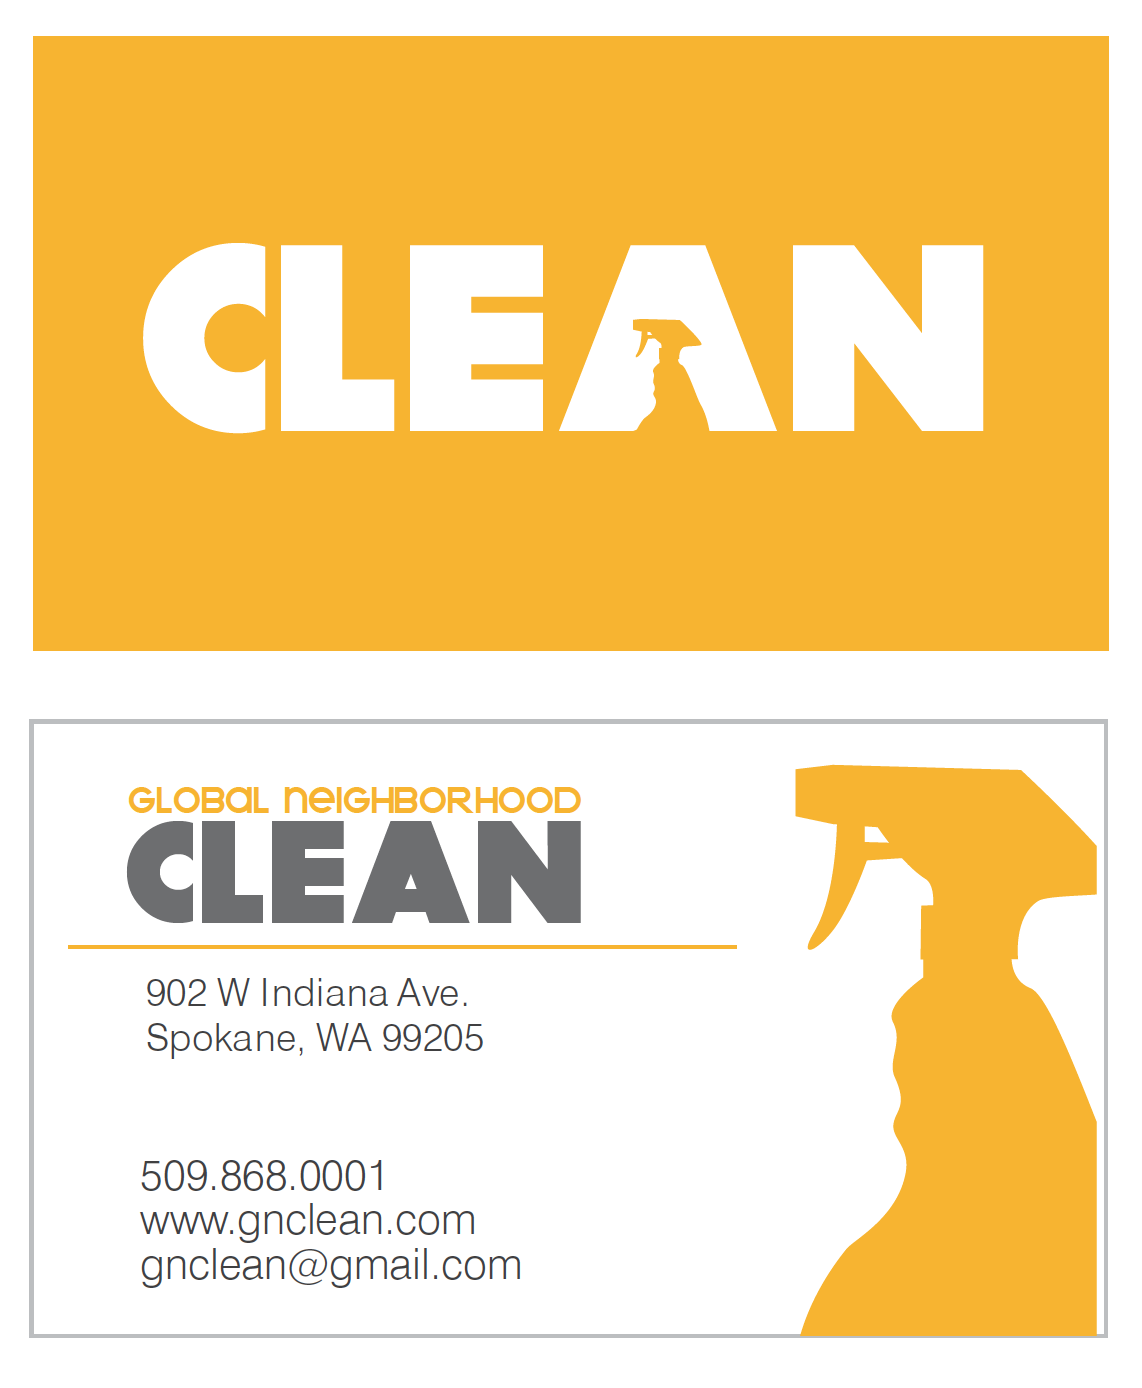 CLEAN
GLOBAL NEIGHBORHOOD
CLEAN
902 W Indiana Ave.
Spokane, WA 99205
509.868.0001
www.gnclean.com
gnclean@gmail.com